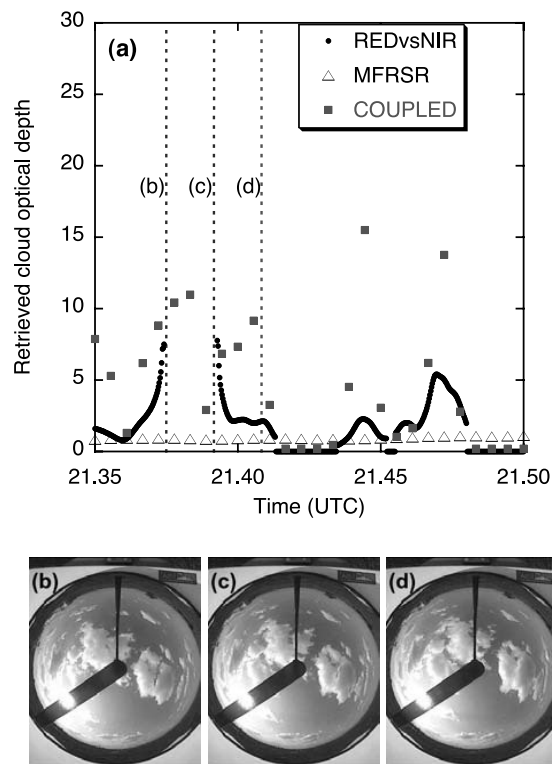 (a)
REDvsNIR
MFRSR
COUPLED
Retrieved cloud optical depth
30
25
20
15
10
5
0
(b)
(c)
(d)
21.35
21.40
21.45
21.50
Time (UTC)
(b)
(c)
(d)